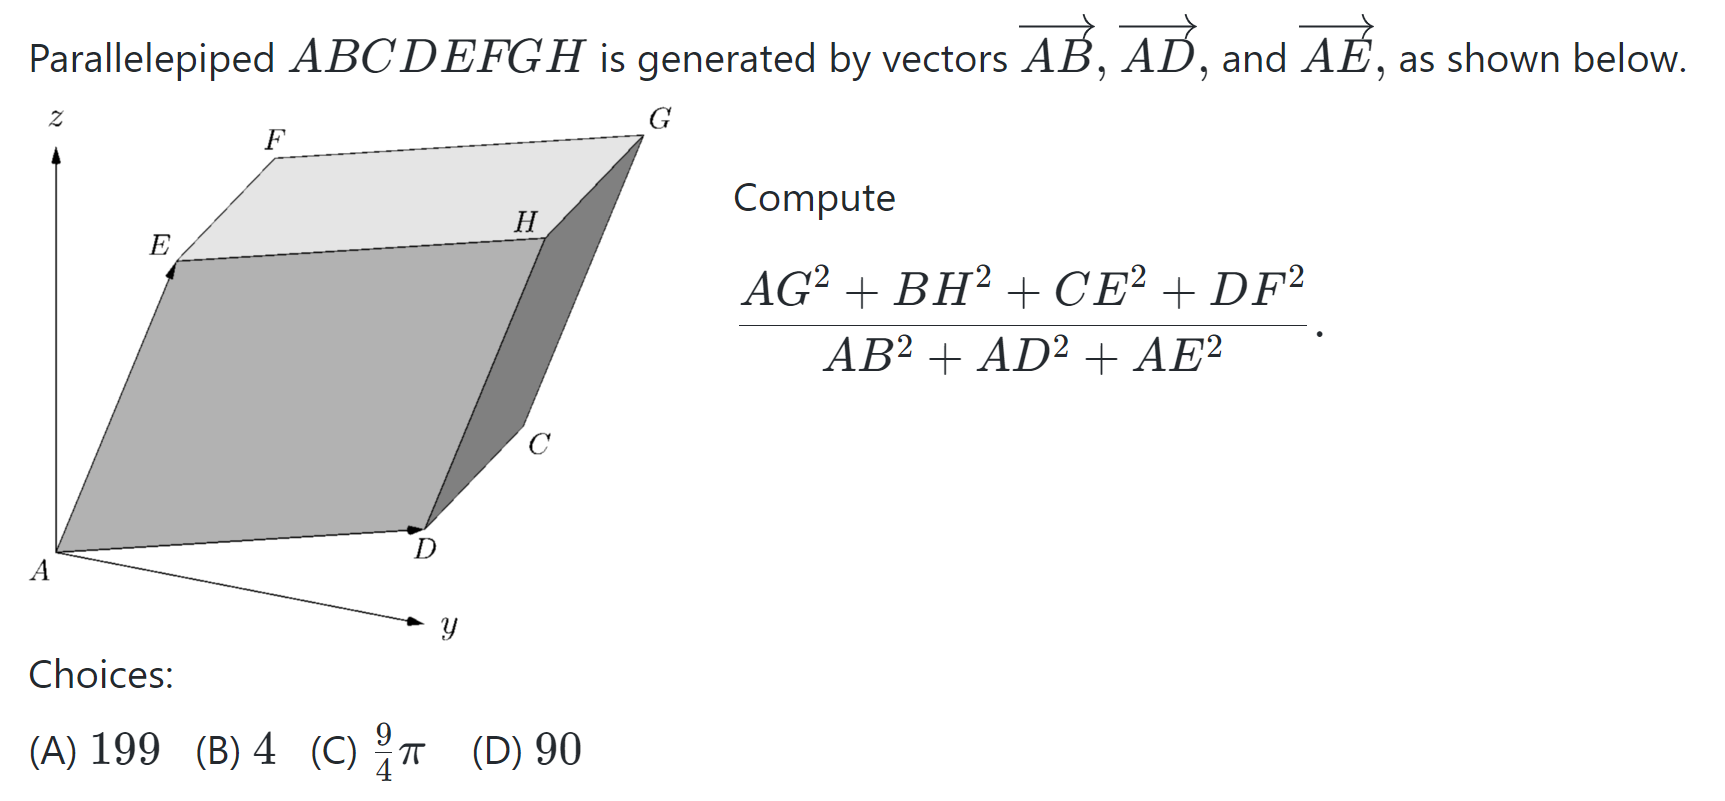 Parallelepiped $ABCDEFGH$ is generated by vectors $\overrightarrow{AB}$, $\overrightarrow{AD}$, and $\overrightarrow{AE}$, as shown below.
z
F
G
E
H
C
A
D
y
Compute
$\frac{AG^2 + BH^2 + CE^2 + DF^2}{AB^2 + AD^2 + AE^2}.$
Choices:
(A) 199 (B) 4 (C) $\frac{9}{4}\pi$ (D) 90